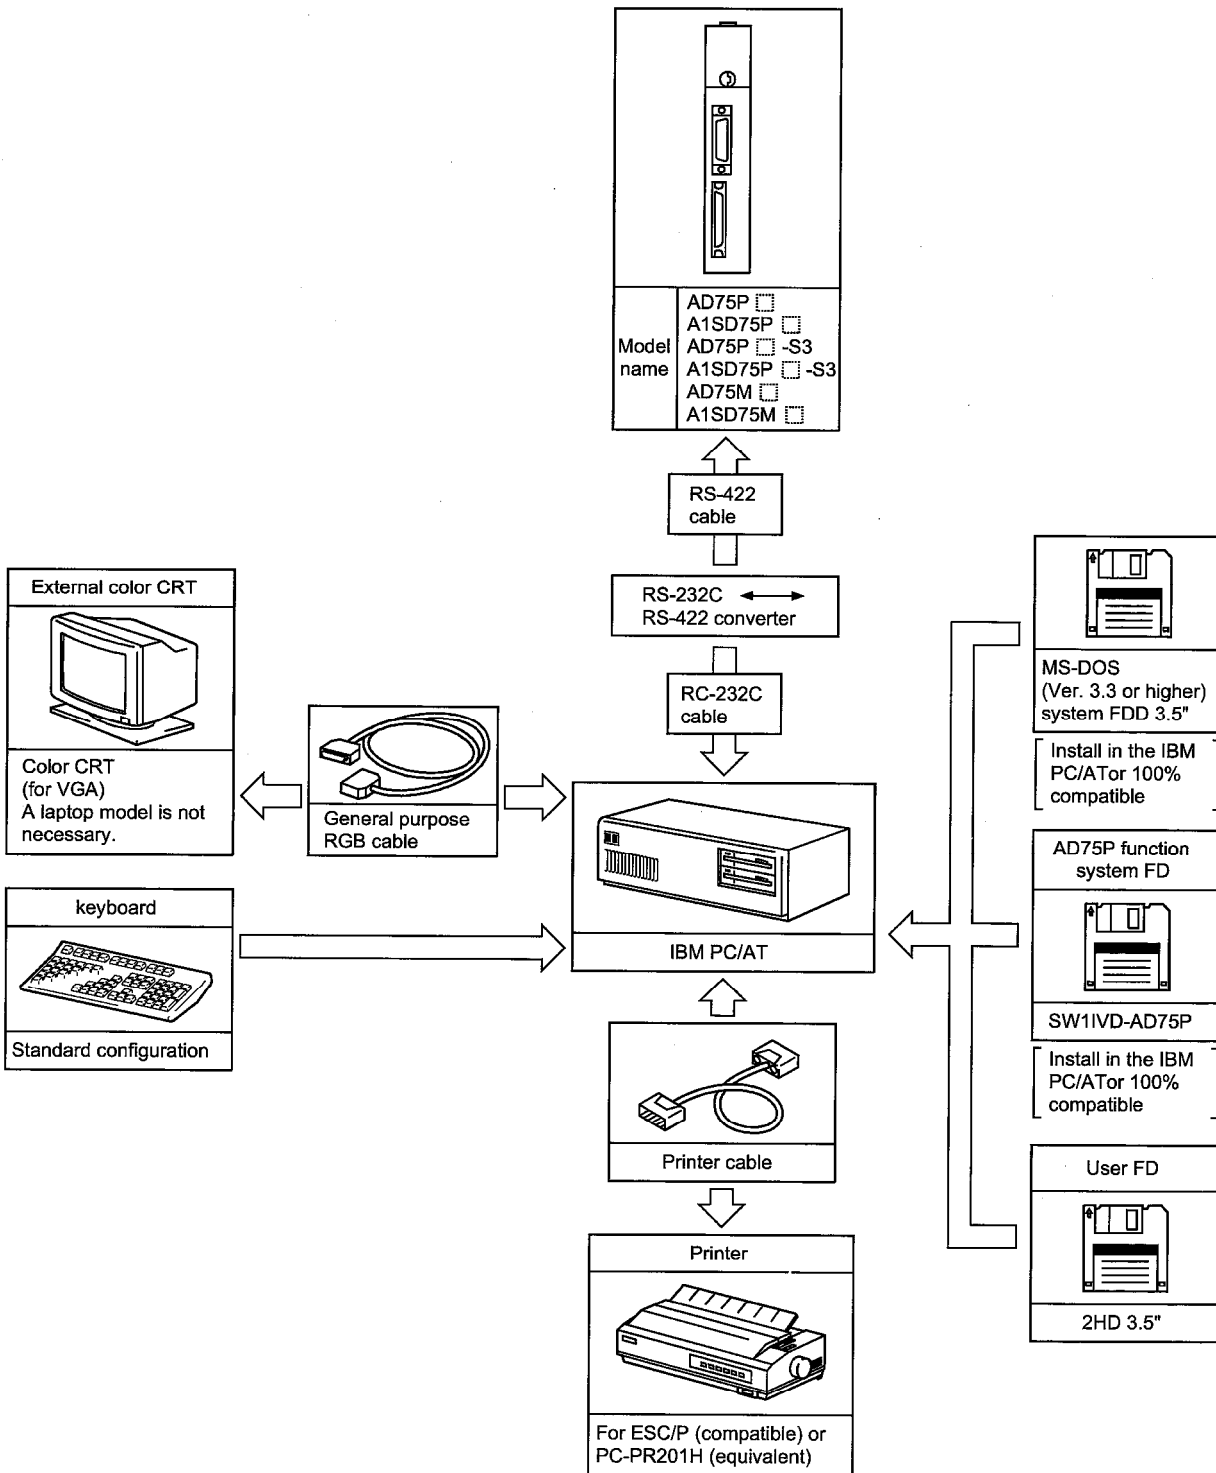 Model
name
AD75P
A1SD75P
AD75P -S3
A1SD75P -S3
AD75M
A1SD75M
RS-422
cable
RS-232C
RS-422 converter
RC-232C
cable
External color CRT
Color CRT
(for VGA)
A laptop model is not
necessary.
General purpose
RGB cable
keyboard
Standard configuration
IBM PC/AT
Printer cable
Printer
For ESC/P (compatible) or
PC-PR201H (equivalent)
MS-DOS
(Ver. 3.3 or higher)
system FDD 3.5"
Install in the IBM
PC/ATor 100%
compatible
AD75P function
system FD
SW1IVD-AD75P
Install in the IBM
PC/ATor 100%
compatible
User FD
2HD 3.5"